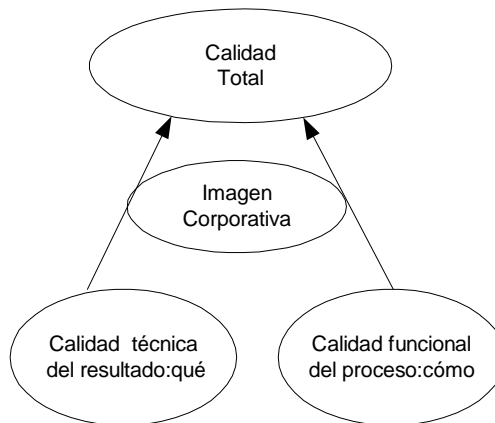 Calidad
Total
Imagen
Corporativa
Calidad técnica
del resultado:qué
Calidad funcional
del proceso:cómo